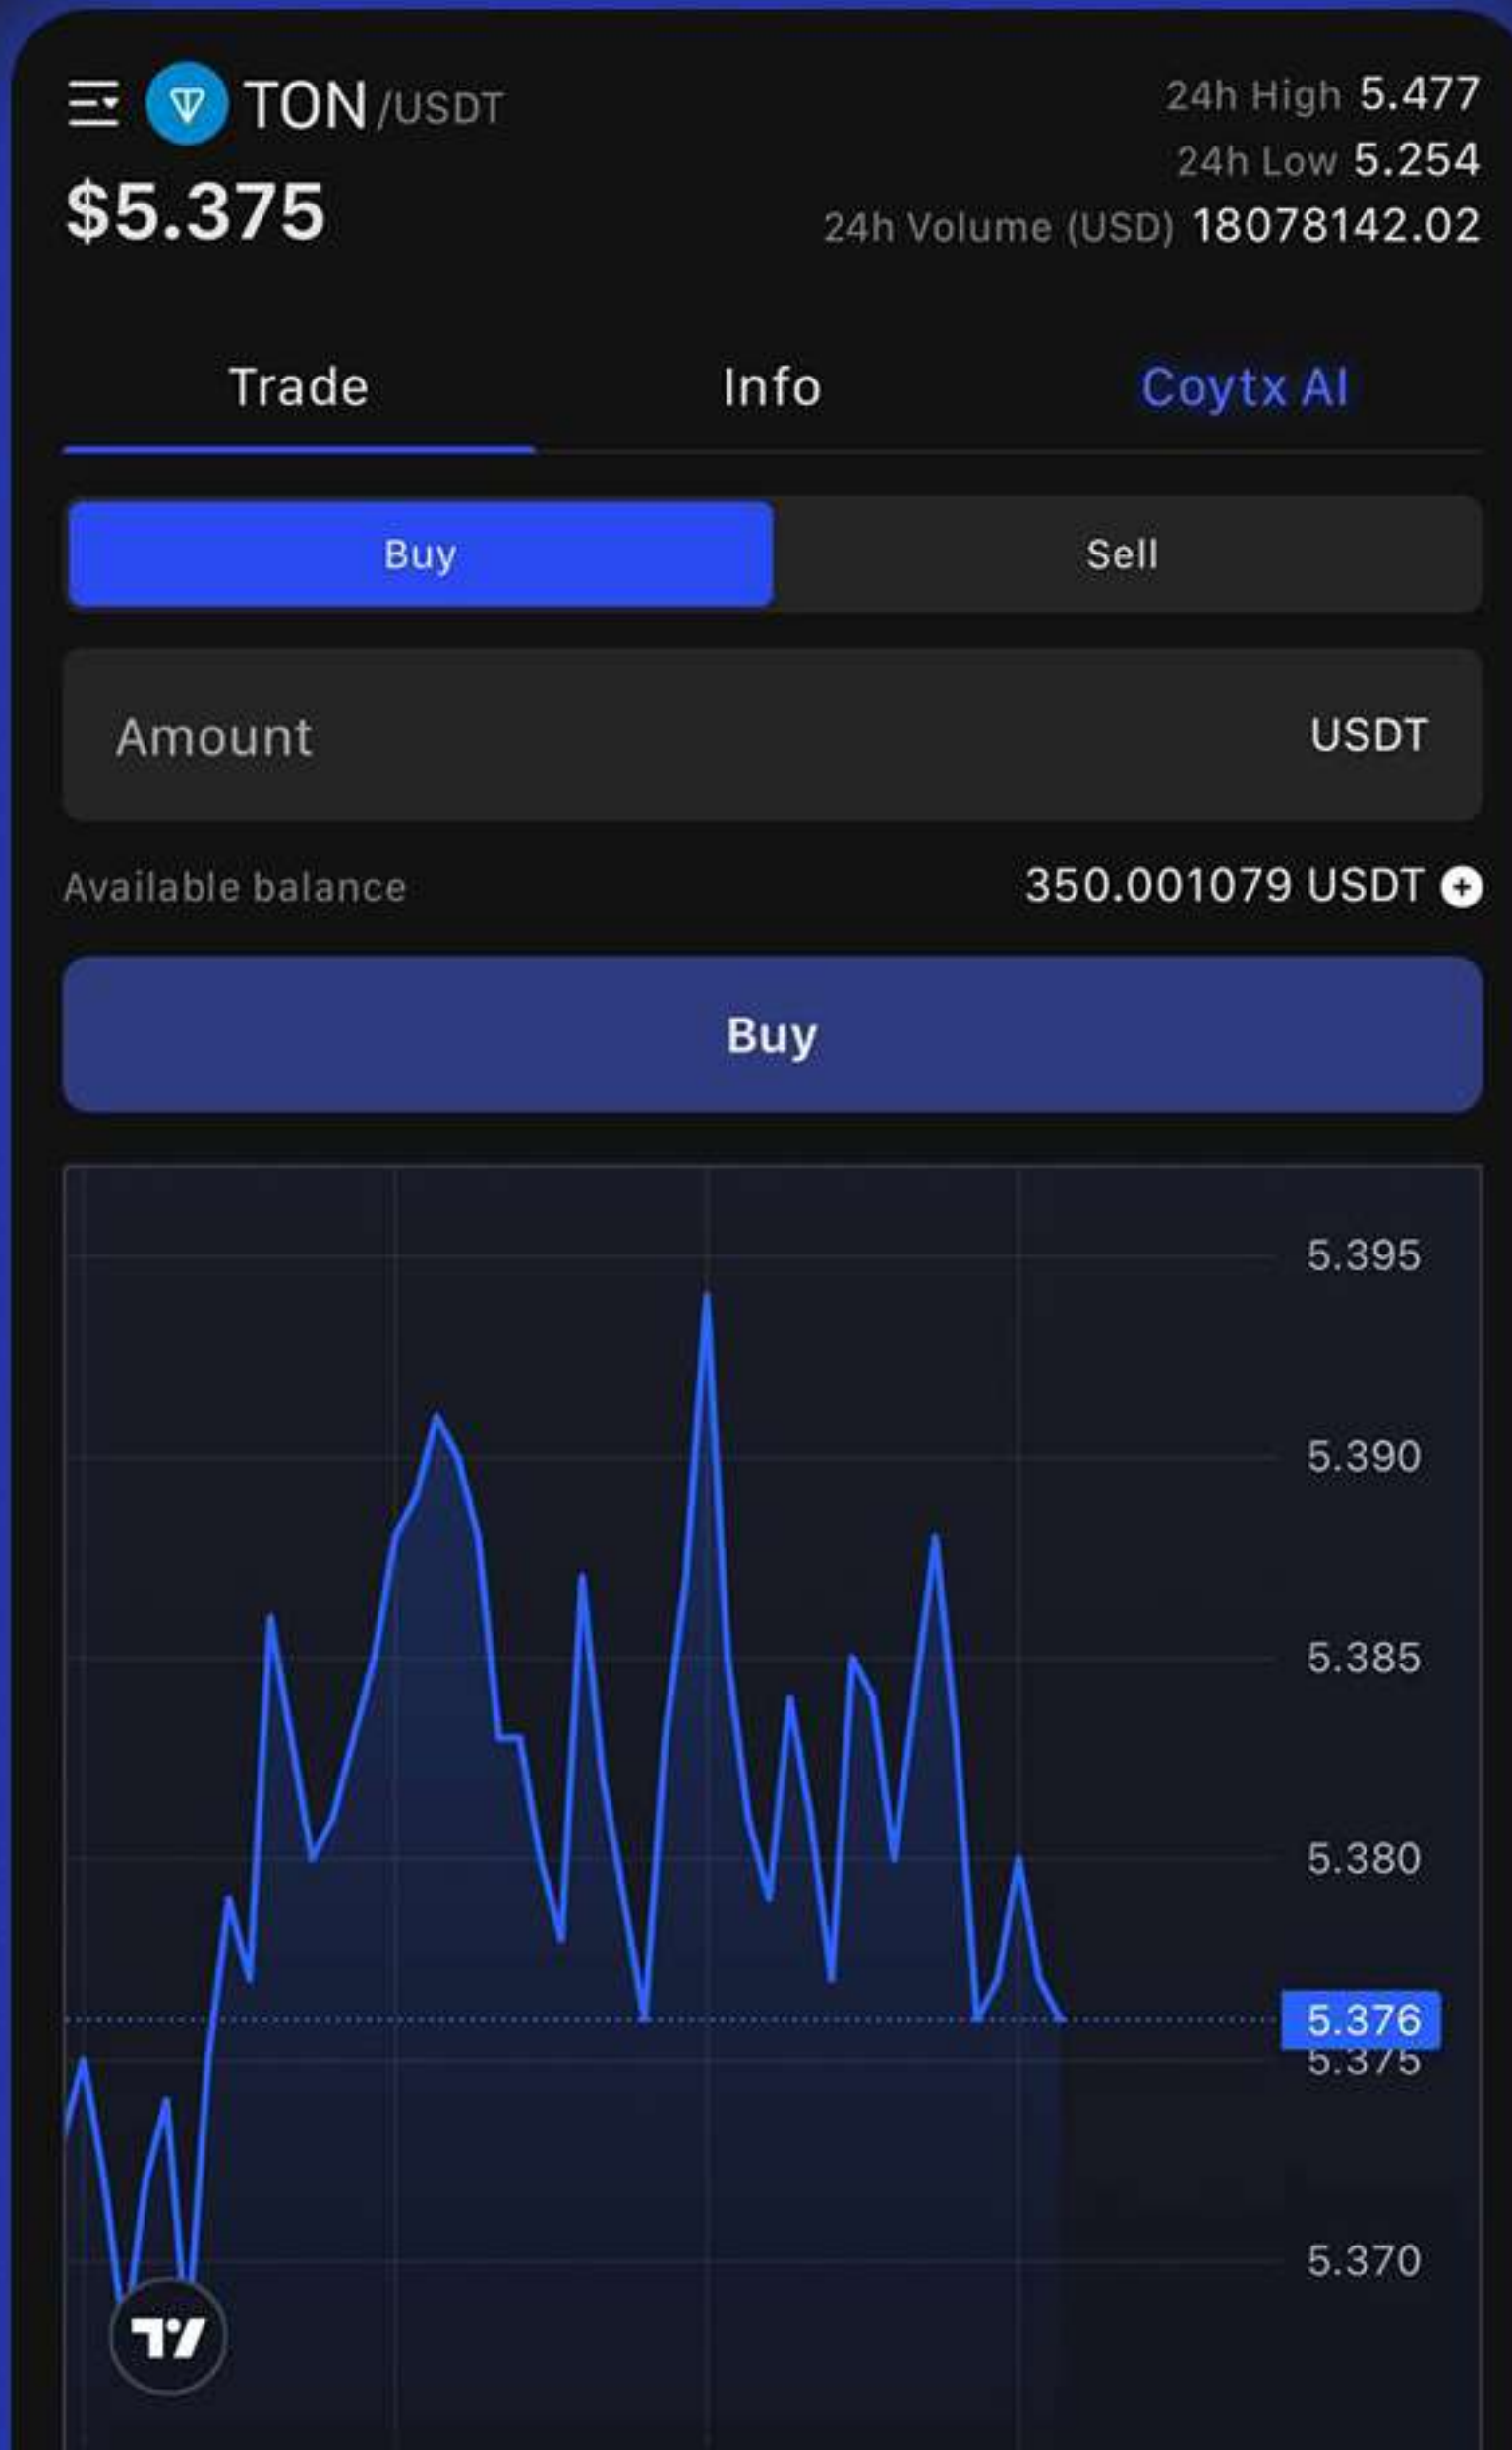 TON /USDT
24h High 5.477
$5.375
24h Low 5.254
24h Volume (USD) 18078142.02
Trade
Info
Coytx AI
Buy
Sell
Amount
USDT
Available balance
350.001079 USDT
Buy
5.395
5.390
5.385
5.380
5.376
5.375
5.370